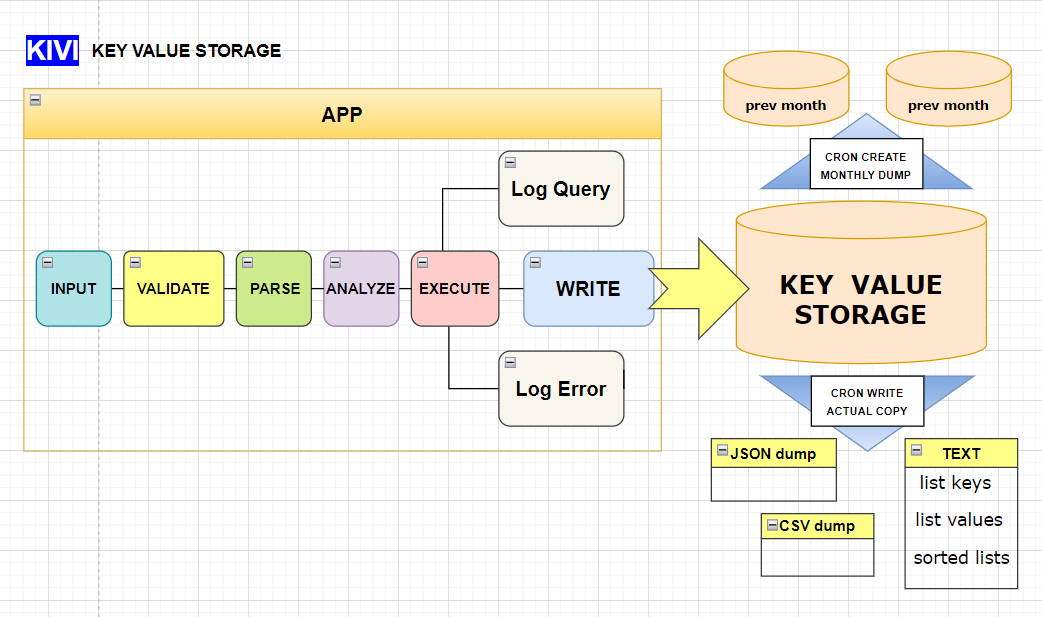 KIVI KEY VALUE STORAGE
APP
Log Query
INPUT
VALIDATE
PARSE
ANALYZE
EXECUTE
WRITE
Log Error
prev month
prev month
CRON CREATE
MONTHLY DUMP
KEY VALUE
STORAGE
CRON WRITE
ACTUAL COPY
JSON dump
CSV dump
TEXT
list keys
list values
sorted lists